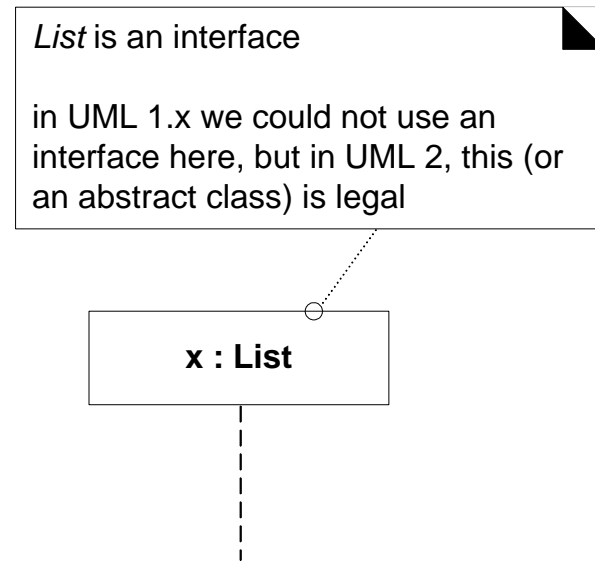 List is an interface
in UML 1.x we could not use an
interface here, but in UML 2, this (or
an abstract class) is legal
x : List